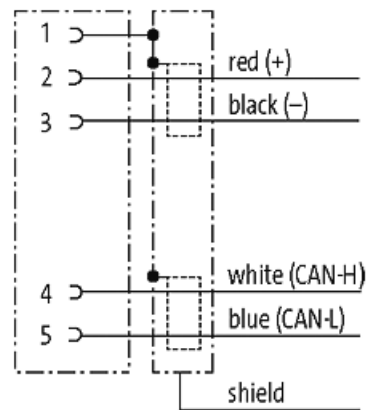 1
2 red (+)
3 black (–)
4 white (CAN-H)
5 blue (CAN-L)
shield